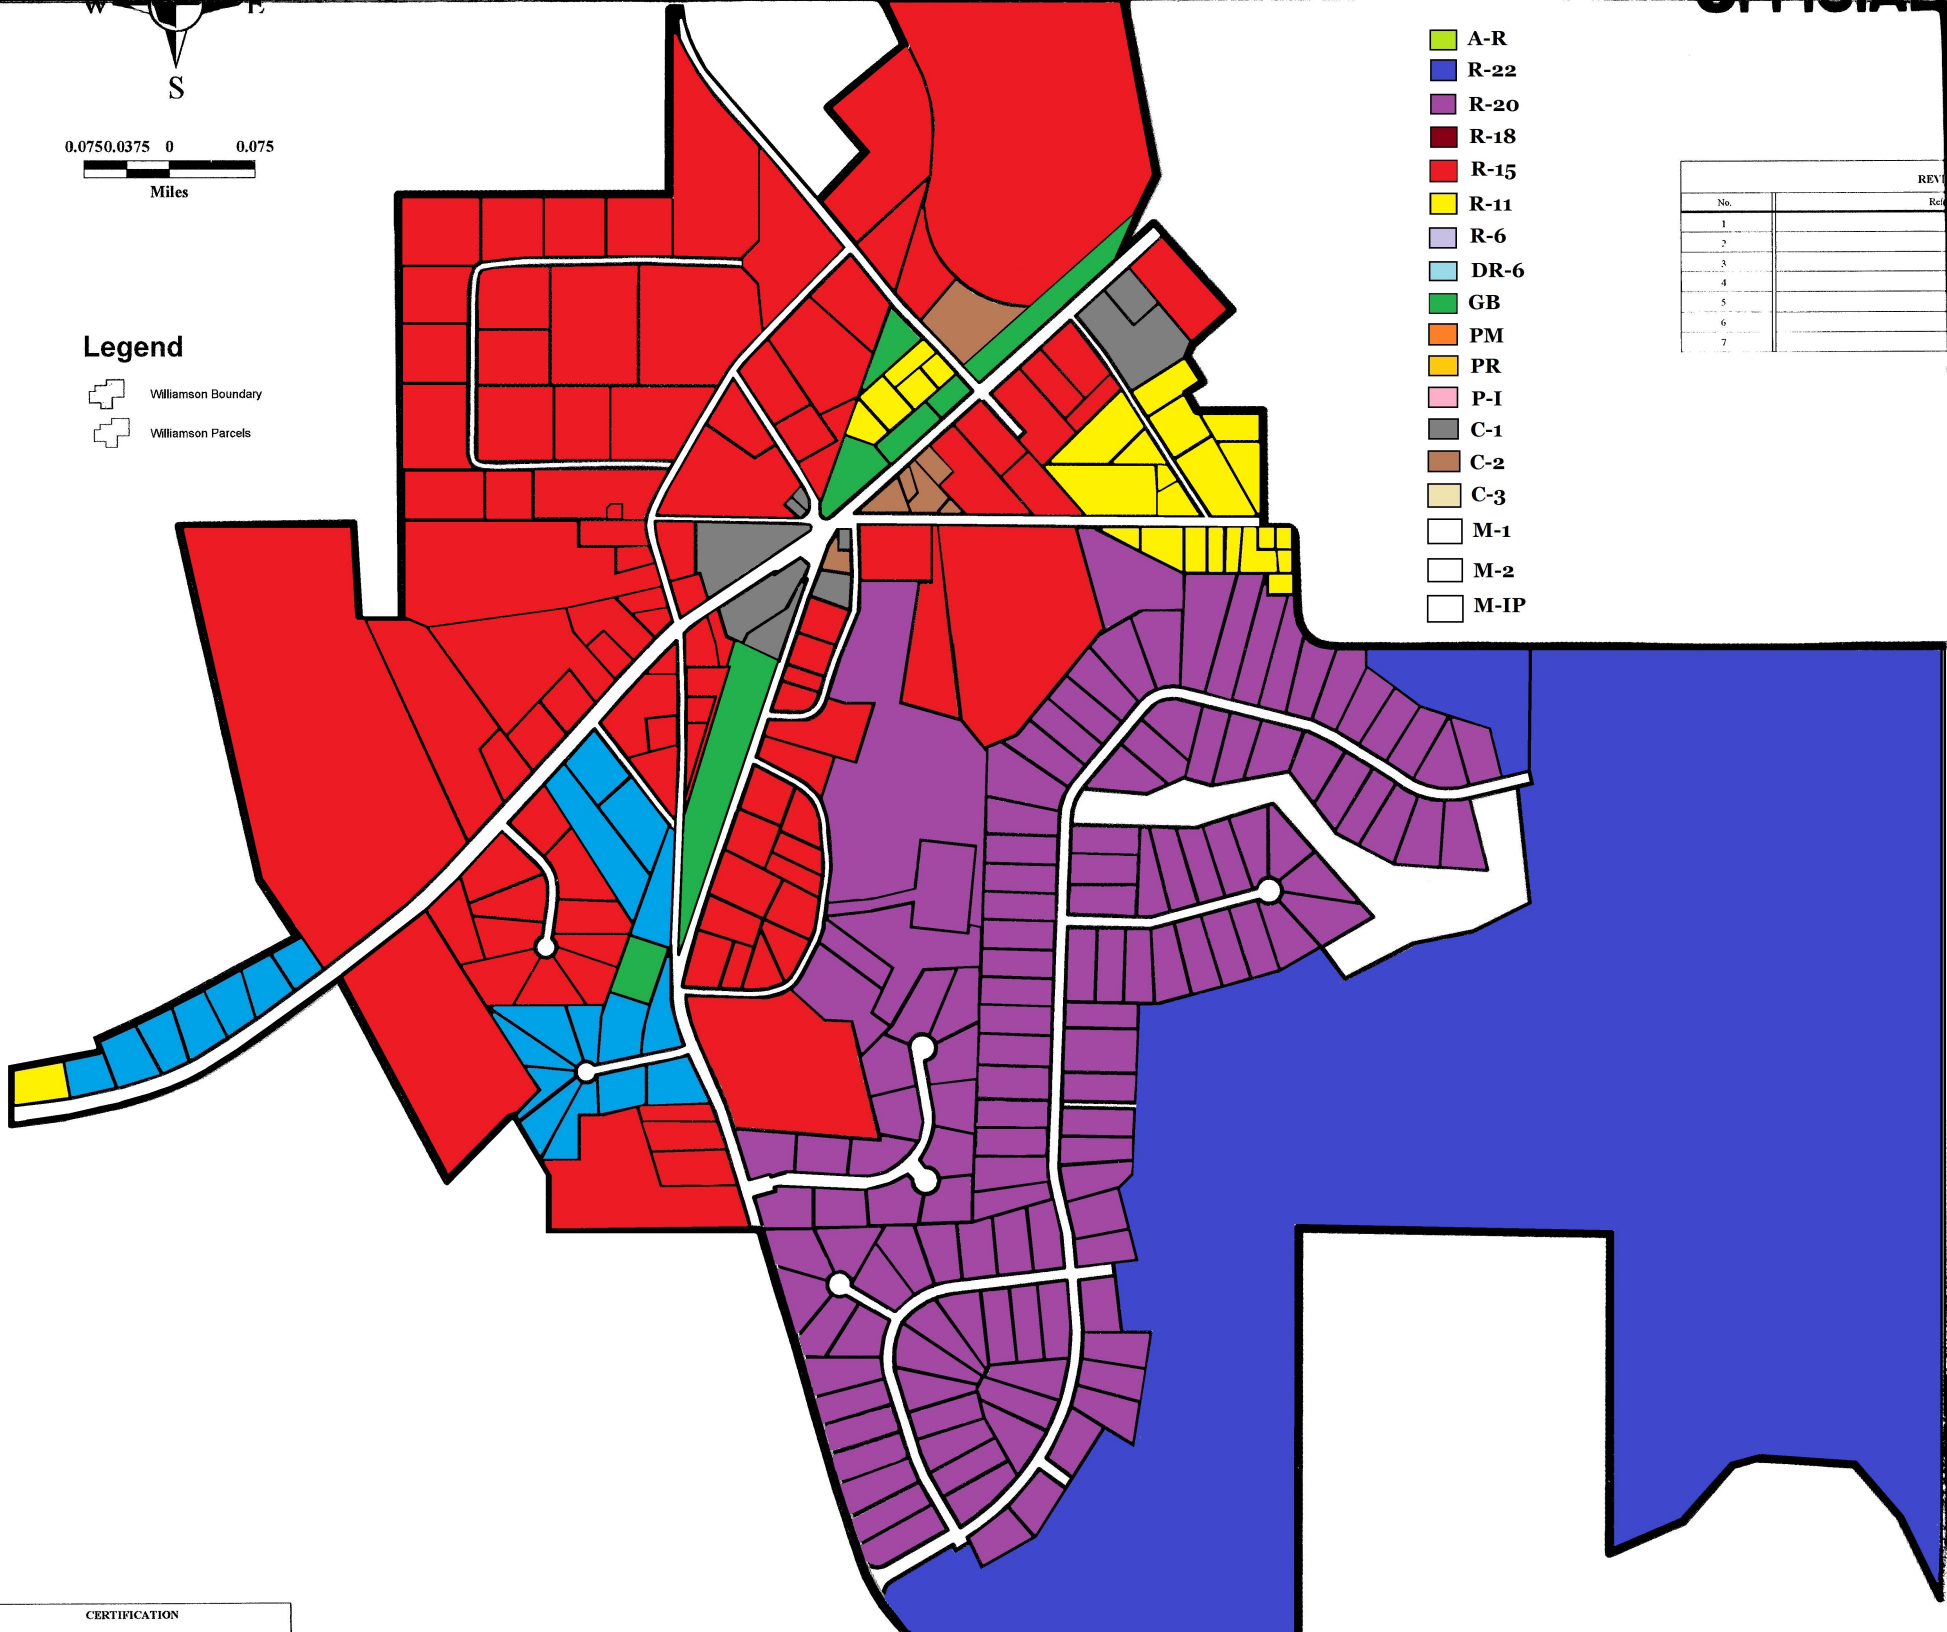 W E
S
0.0750.0375 0 0.075
Miles
Legend
Williamson Boundary
Williamson Parcels
A-R
R-22
R-20
R-18
R-15
R-11
R-6
DR-6
GB
PM
PR
P-I
C-1
C-2
C-3
M-1
M-2
M-IP
No.
1
2
3
4
5
6
7
CERTIFICATION